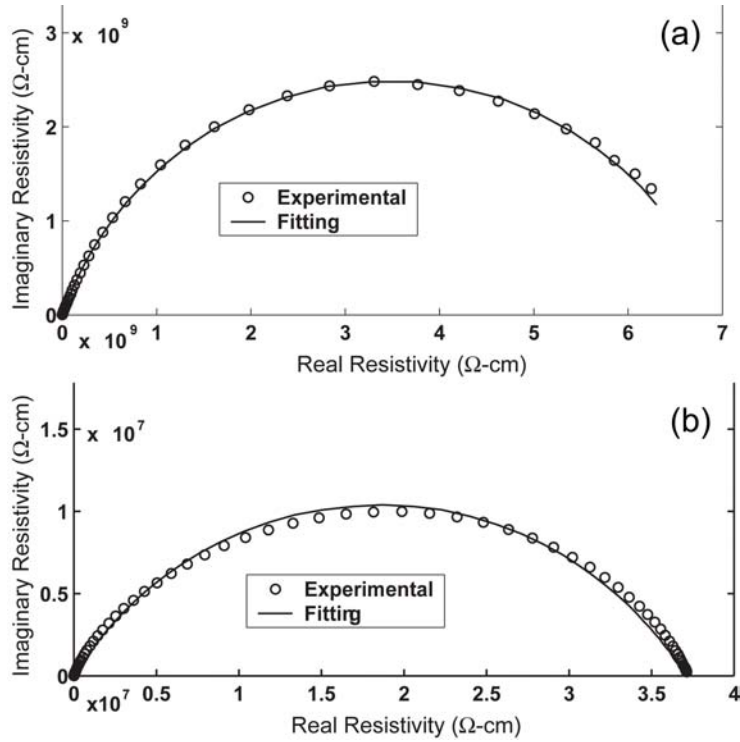 3
x 10^9
(a)
2
1
0
Imaginary Resistivity (Ω-cm)
Experimental
Fitting
0
x 10^9
1
2
3
4
5
6
7
Real Resistivity (Ω-cm)
1.5
x 10^7
(b)
1
0.5
0
Imaginary Resistivity (Ω-cm)
Experimental
Fitting
0
x10^7
0.5
1
1.5
2
2.5
3
3.5
4
Real Resistivity (Ω-cm)